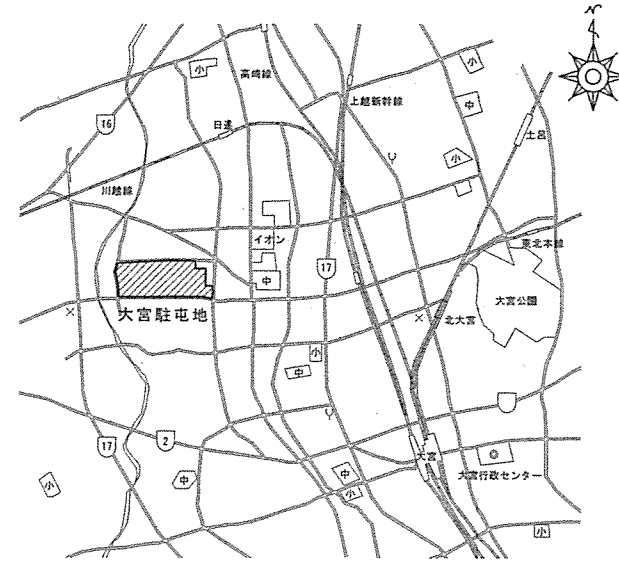 N
小
高崎線
小
上越新幹線
中
16
日進
土呂
小
川越線
イオン
東北本線
17
中
大宮公園
大宮駐屯地
北大宮
小
中
17
2
大宮
中
中
小
大宮行政センター
小
小